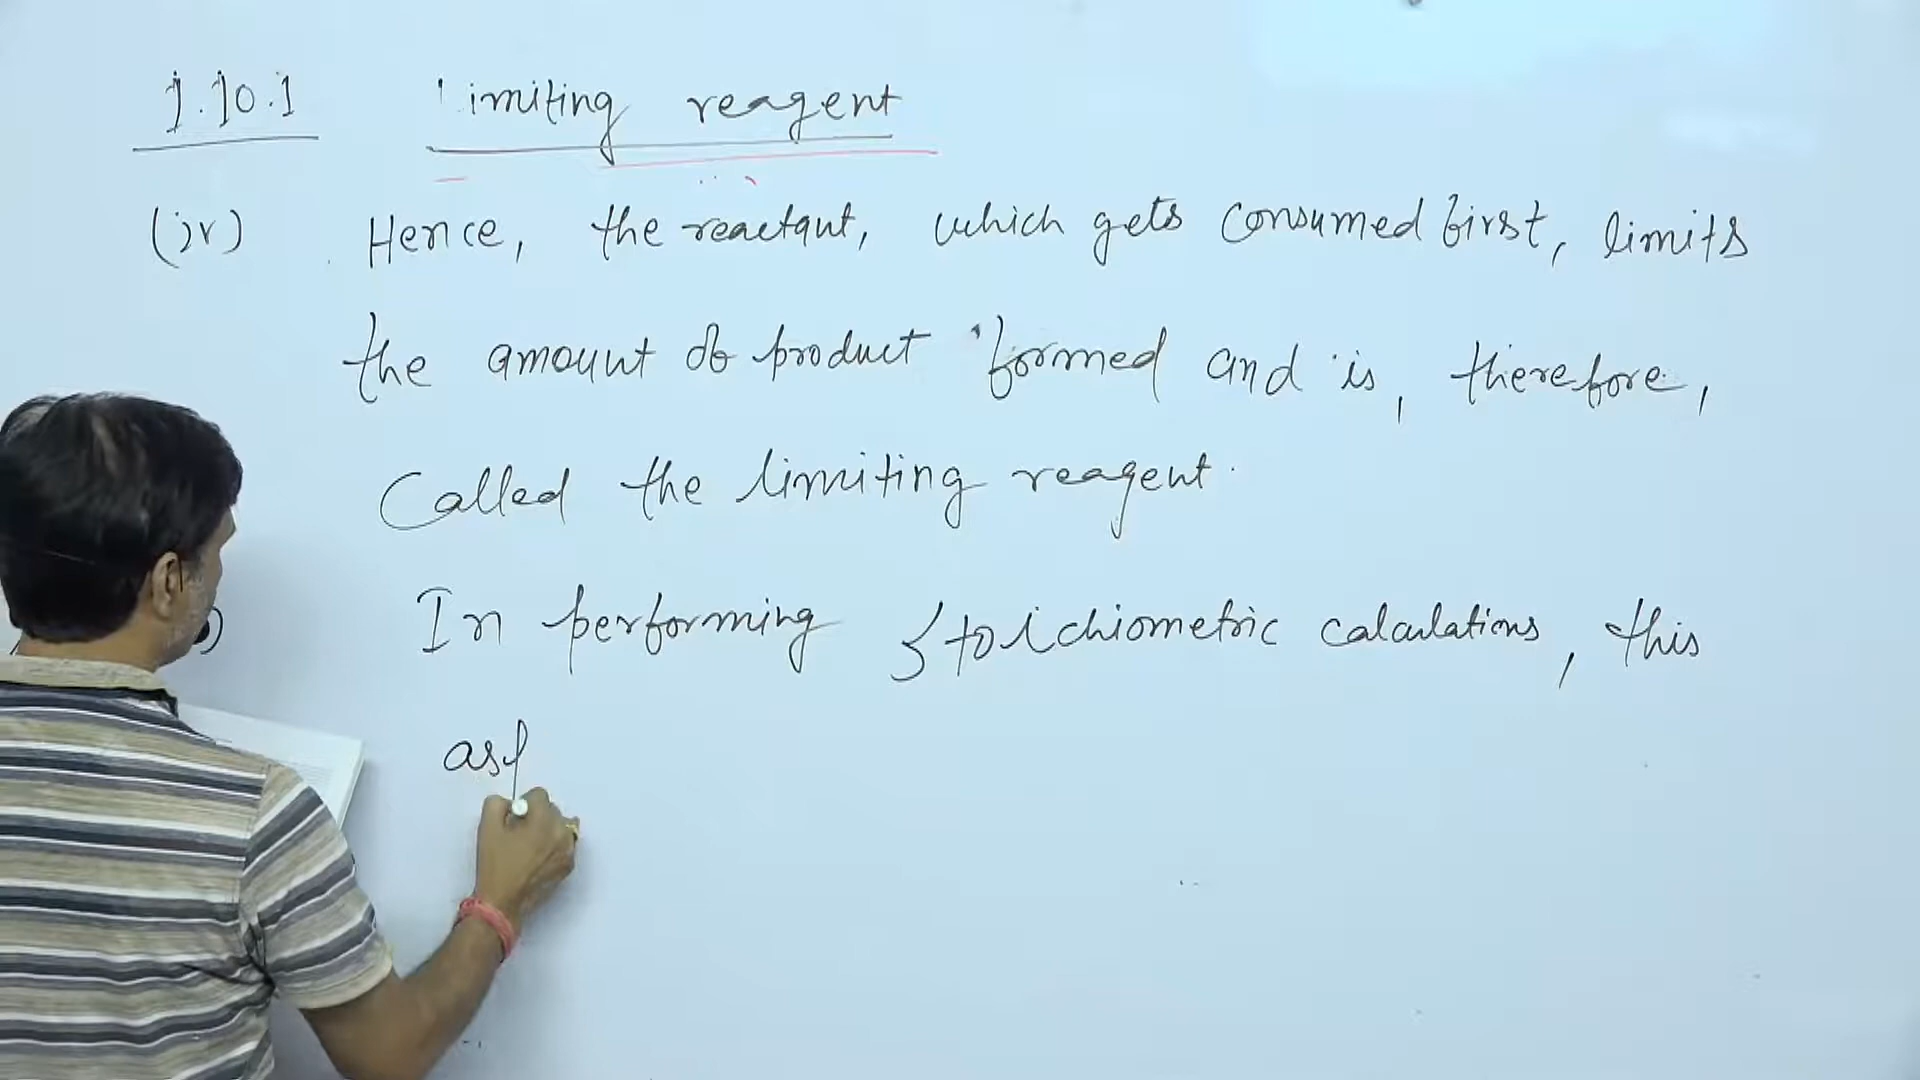 1.10.1 Limiting reagent
(iv) Hence, the reactant, which gets consumed first, limits
the amount of product formed and is, therefore,
Called the limiting reagent.
In performing Stoichiometric calculations, this
asp